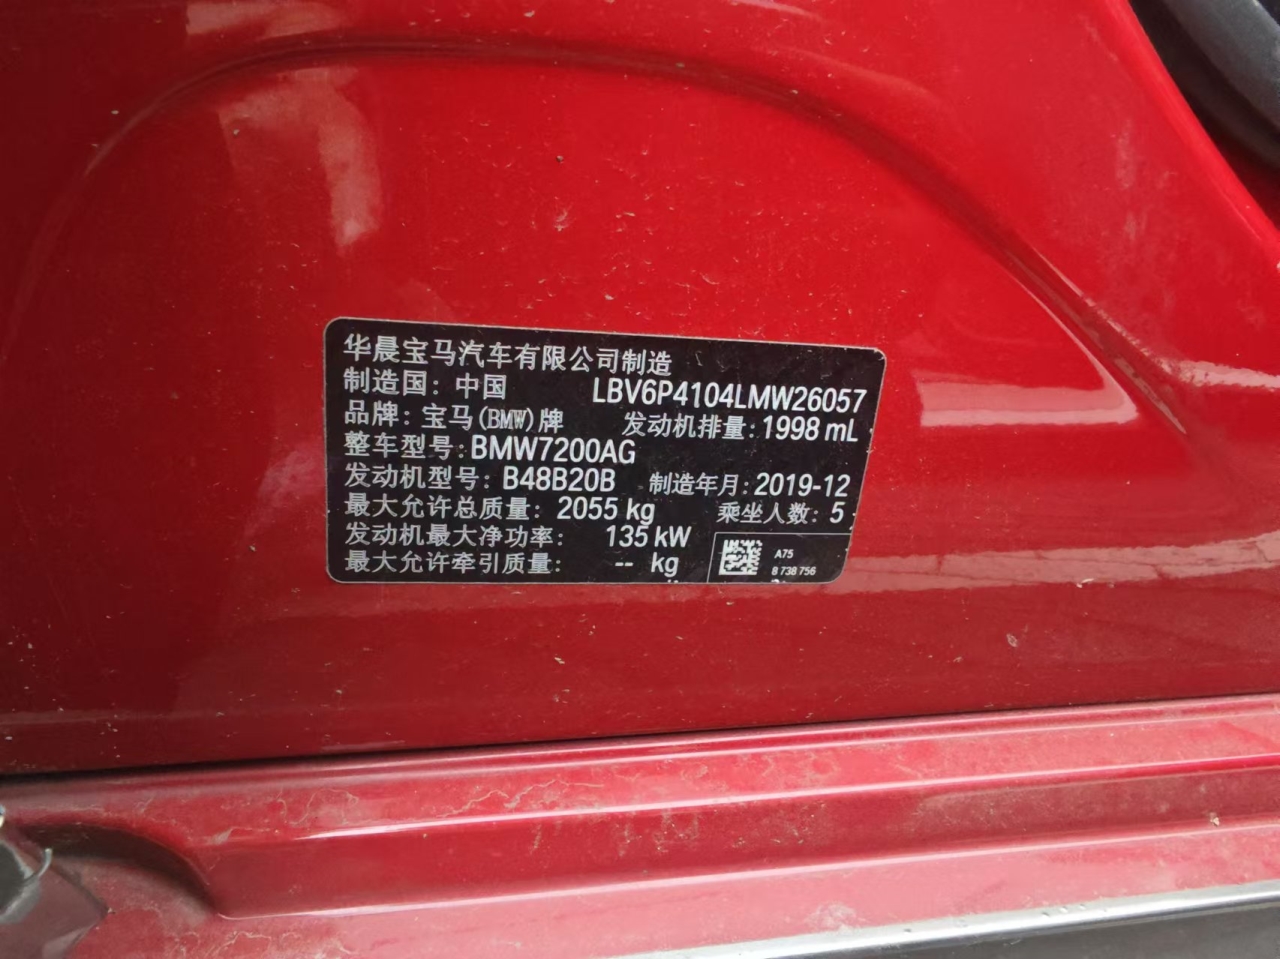 华晨宝马汽车有限公司制造
制造国：中国 LBV6P4104LMW26057
品牌：宝马(BMW)牌 发动机排量：1998 mL
整车型号：BMW7200AG
发动机型号：B48B20B 制造年月：2019-12
最大允许总质量：2055 kg 乘坐人数：5
发动机最大净功率： 135 kW
最大允许牵引质量： -- kg
A75
8 738 756